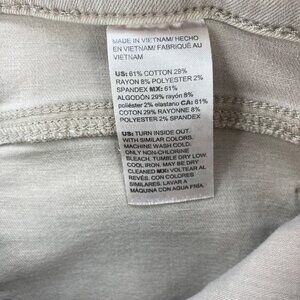 MADE IN VIETNAM/ HECHO
EN VIETNAM/ FABRIQUÉ AU
VIETNAM
US: 61% COTTON 29%
RAYON 8% POLYESTER 2%
SPANDEX MX: 61%
ALGODÓN 29% rayón 8%
poliéster 2% elastano CA: 61%
COTON 29% RAYONNE 8%
POLYESTER 2% SPANDEX
US: TURN INSIDE OUT.
WITH SIMILAR COLORS.
MACHINE WASH COLD.
ONLY NON-CHLORINE
BLEACH. TUMBLE DRY LOW.
COOL IRON. MAY BE DRY
CLEANED MX: VOLTEAR AL
REVÉS. CON COLORES
SIMILARES. LAVAR A
MÁQUINA CON AGUA FRÍA.